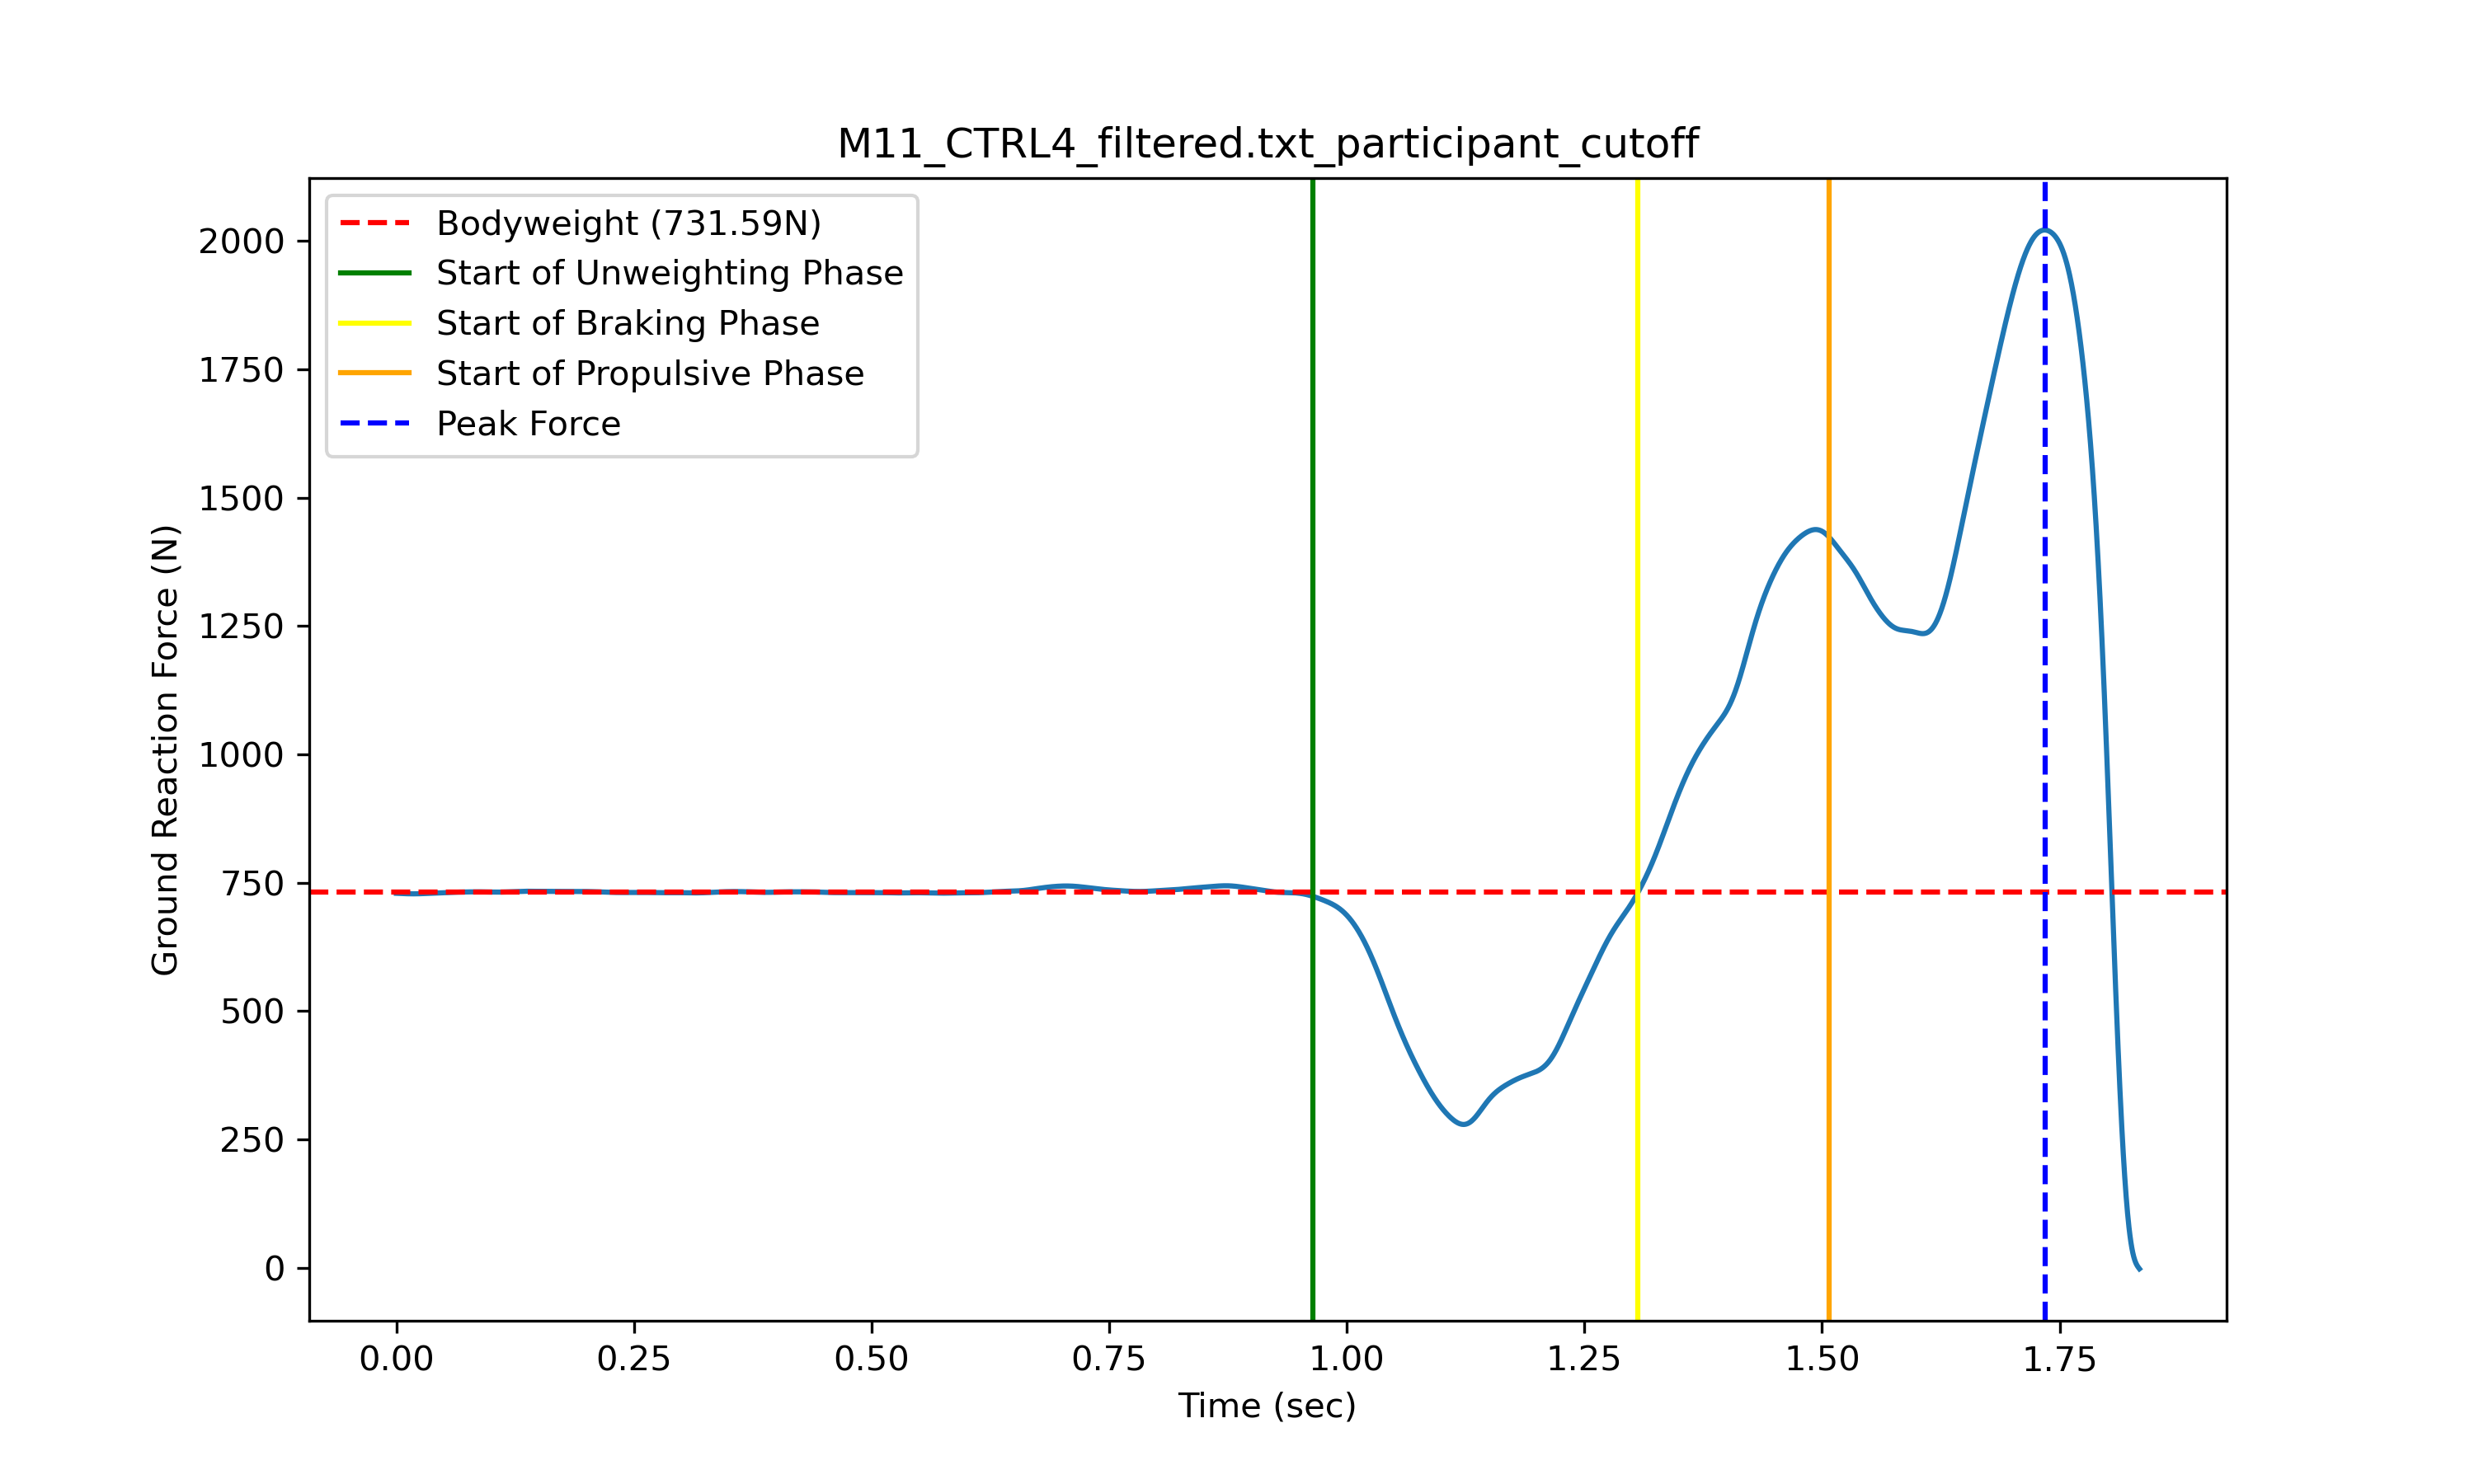 M11_CTRL4_filtered.txt_participant_cutoff
Bodyweight (731.59N)
Start of Unweighting Phase
Start of Braking Phase
Start of Propulsive Phase
Peak Force
Ground Reaction Force (N)
2000
1750
1500
1250
1000
750
500
250
0
0.00 0.25 0.50 0.75 1.00 1.25 1.50 1.75
Time (sec)